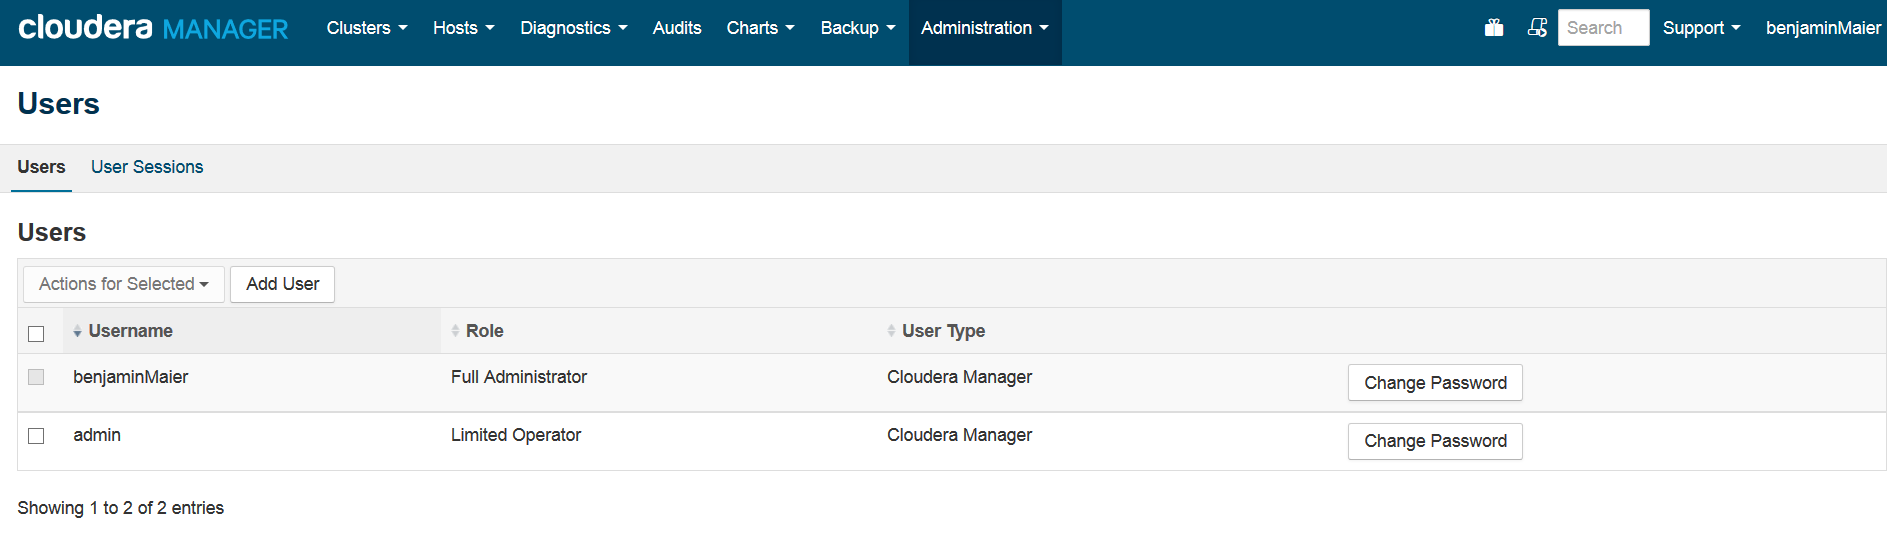 cloudera MANAGER Clusters Hosts Diagnostics Audits Charts Backup Administration Search Support benjaminMaier
Users
Users User Sessions
Users
Actions for Selected Add User
Username Role User Type
benjaminMaier Full Administrator Cloudera Manager Change Password
admin Limited Operator Cloudera Manager Change Password
Showing 1 to 2 of 2 entries